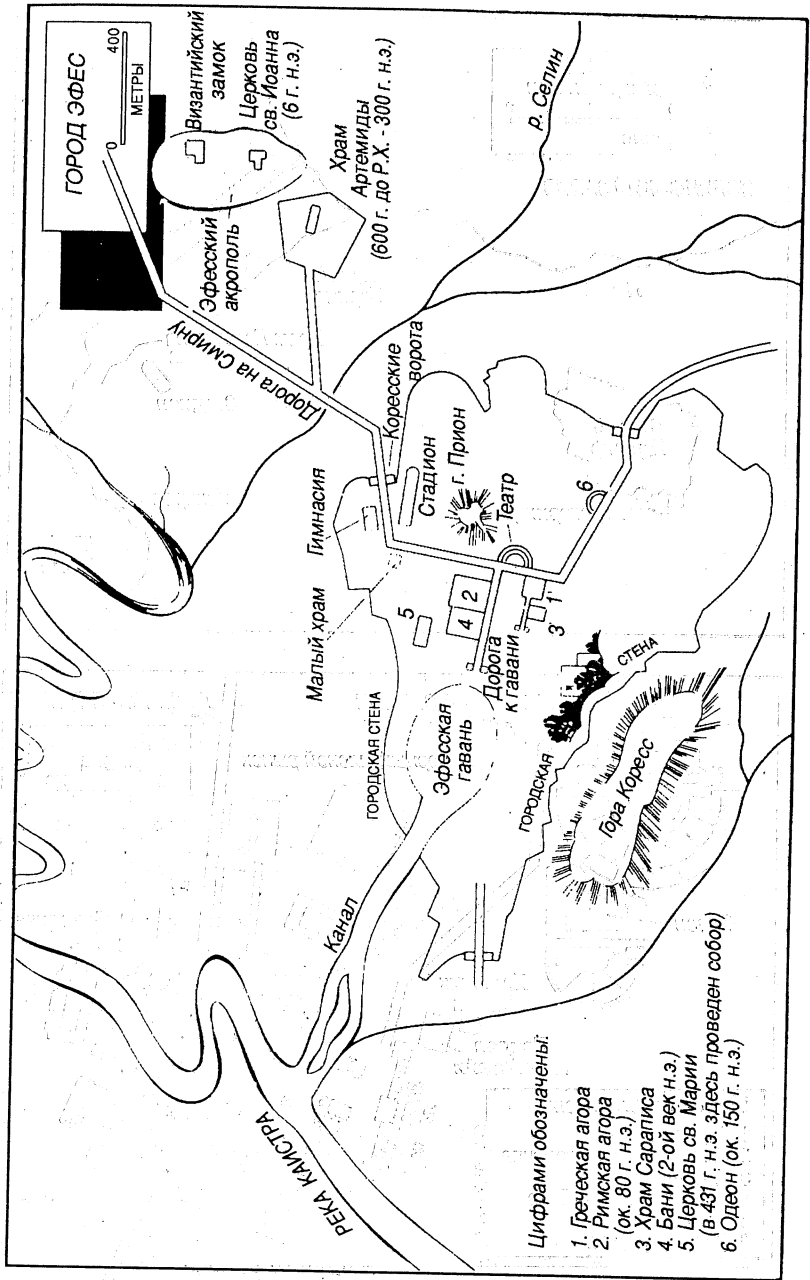 ГОРОД ЭФЕС
0 400
МЕТРЫ
Византийский
замок
Церковь
св. Иоанна
(6 г. н.э.)
Храм
Артемиды
(600 г. до Р.Х. - 300 г. н.э.)
Эфесский
акрополь
р. Селин
Дорога на Смирну
Коресские
ворота
Гимнасия
Стадион
г. Прион
Театр
Малый храм
5
2
4
1
3
6
Дорога
к гавани
ГОРОДСКАЯ СТЕНА
Эфесская
гавань
ГОРОДСКАЯ
СТЕНА
Гора Коресс
Канал
РЕКА КАИСТРА
Цифрами обозначены:
1. Греческая агора
2. Римская агора
(ок. 80 г. н.э.)
3. Храм Сараписа
4. Бани (2-ой век н.э.)
5. Церковь св. Марии
(в 431 г. н.э. здесь проведен собор)
6. Одеон (ок. 150 г. н.э.)